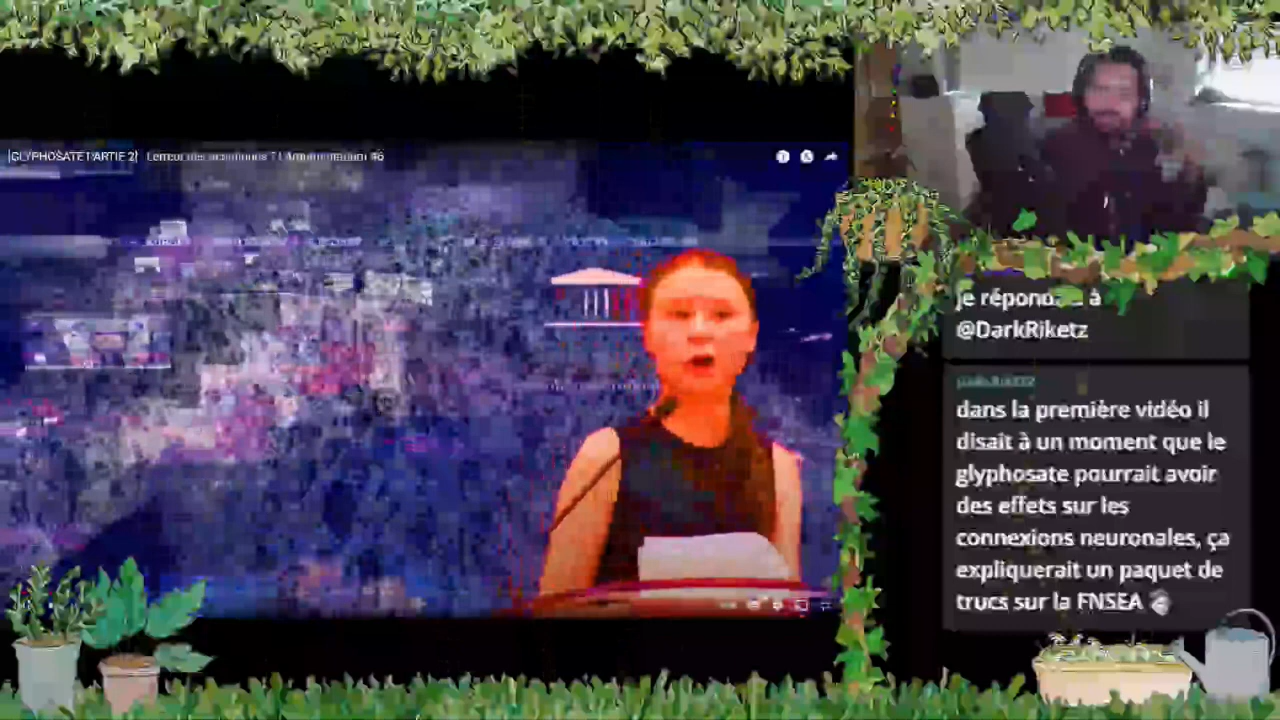 [GLYPHOSATE PARTIE 2]
je réponds à
@DarkRiketz
dans la première vidéo il
disait à un moment que le
glyphosate pourrait avoir
des effets sur les
connexions neuronales, ça
expliquerait un paquet de
trucs sur la FNSEA